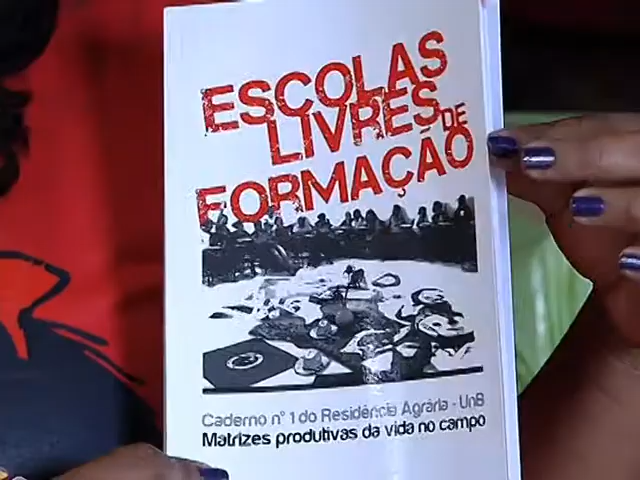 ESCOLAS
LIVRES DE
FORMAÇÃO
Caderno nº 1 do Residência Agrária - UnB
Matrizes produtivas da vida no campo